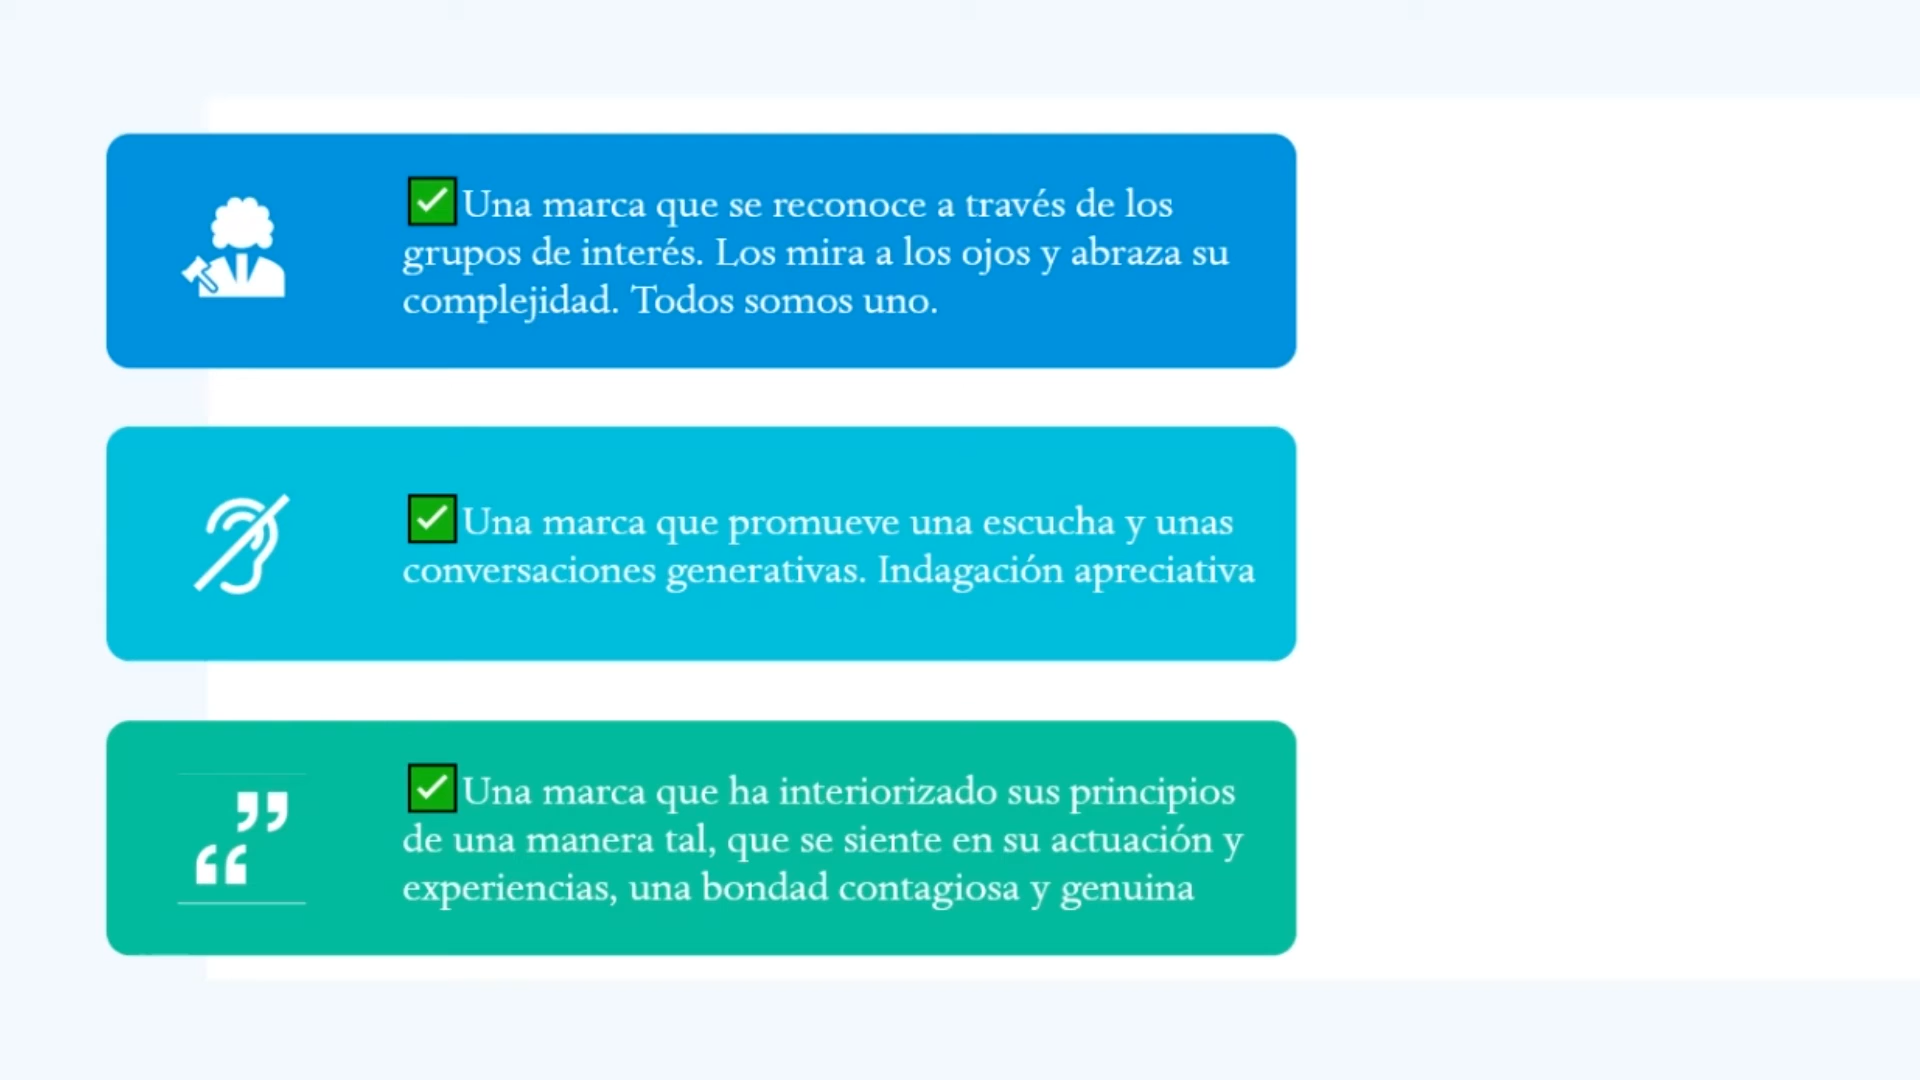 ✅Una marca que se reconoce a través de los
grupos de interés. Los mira a los ojos y abraza su
complejidad. Todos somos uno.
✅Una marca que promueve una escucha y unas
conversaciones generativas. Indagación apreciativa
✅Una marca que ha interiorizado sus principios
de una manera tal, que se siente en su actuación y
experiencias, una bondad contagiosa y genuina